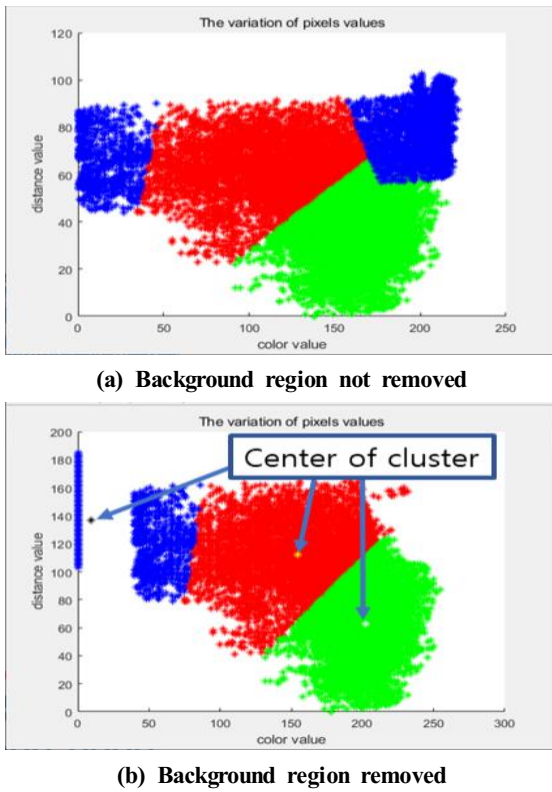 The variation of pixels values
120
100
80
60
40
20
0
distance value
0 50 100 150 200 250
color value
(a) Background region not removed
The variation of pixels values
Center of cluster
200
180
160
140
120
100
80
60
40
20
0
distance value
0 50 100 150 200 250 300
color value
(b) Background region removed